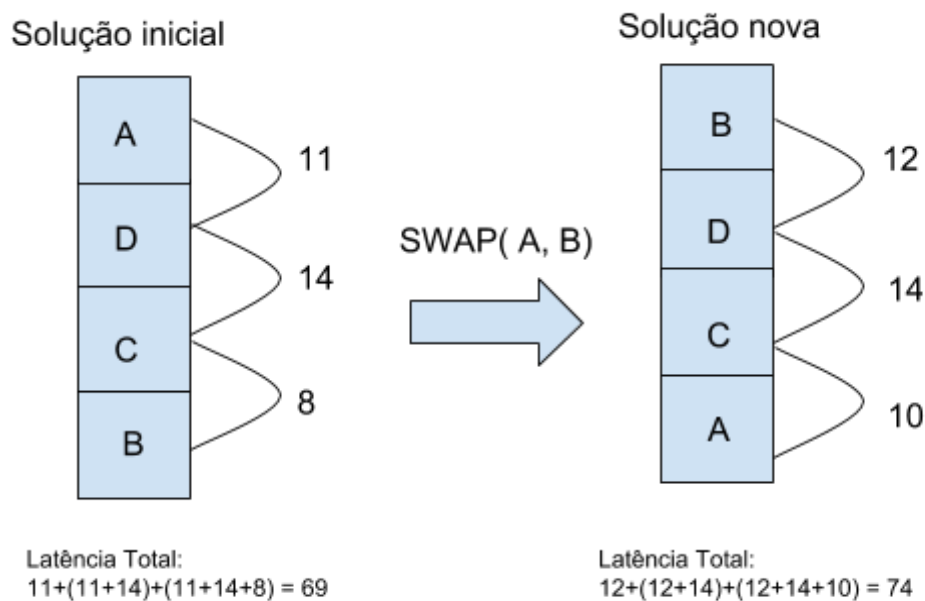 Solução inicial
A
D
C
B
11
14
8
Latência Total:
11+(11+14)+(11+14+8) = 69
SWAP( A, B)
Solução nova
B
D
C
A
12
14
10
Latência Total:
12+(12+14)+(12+14+10) = 74